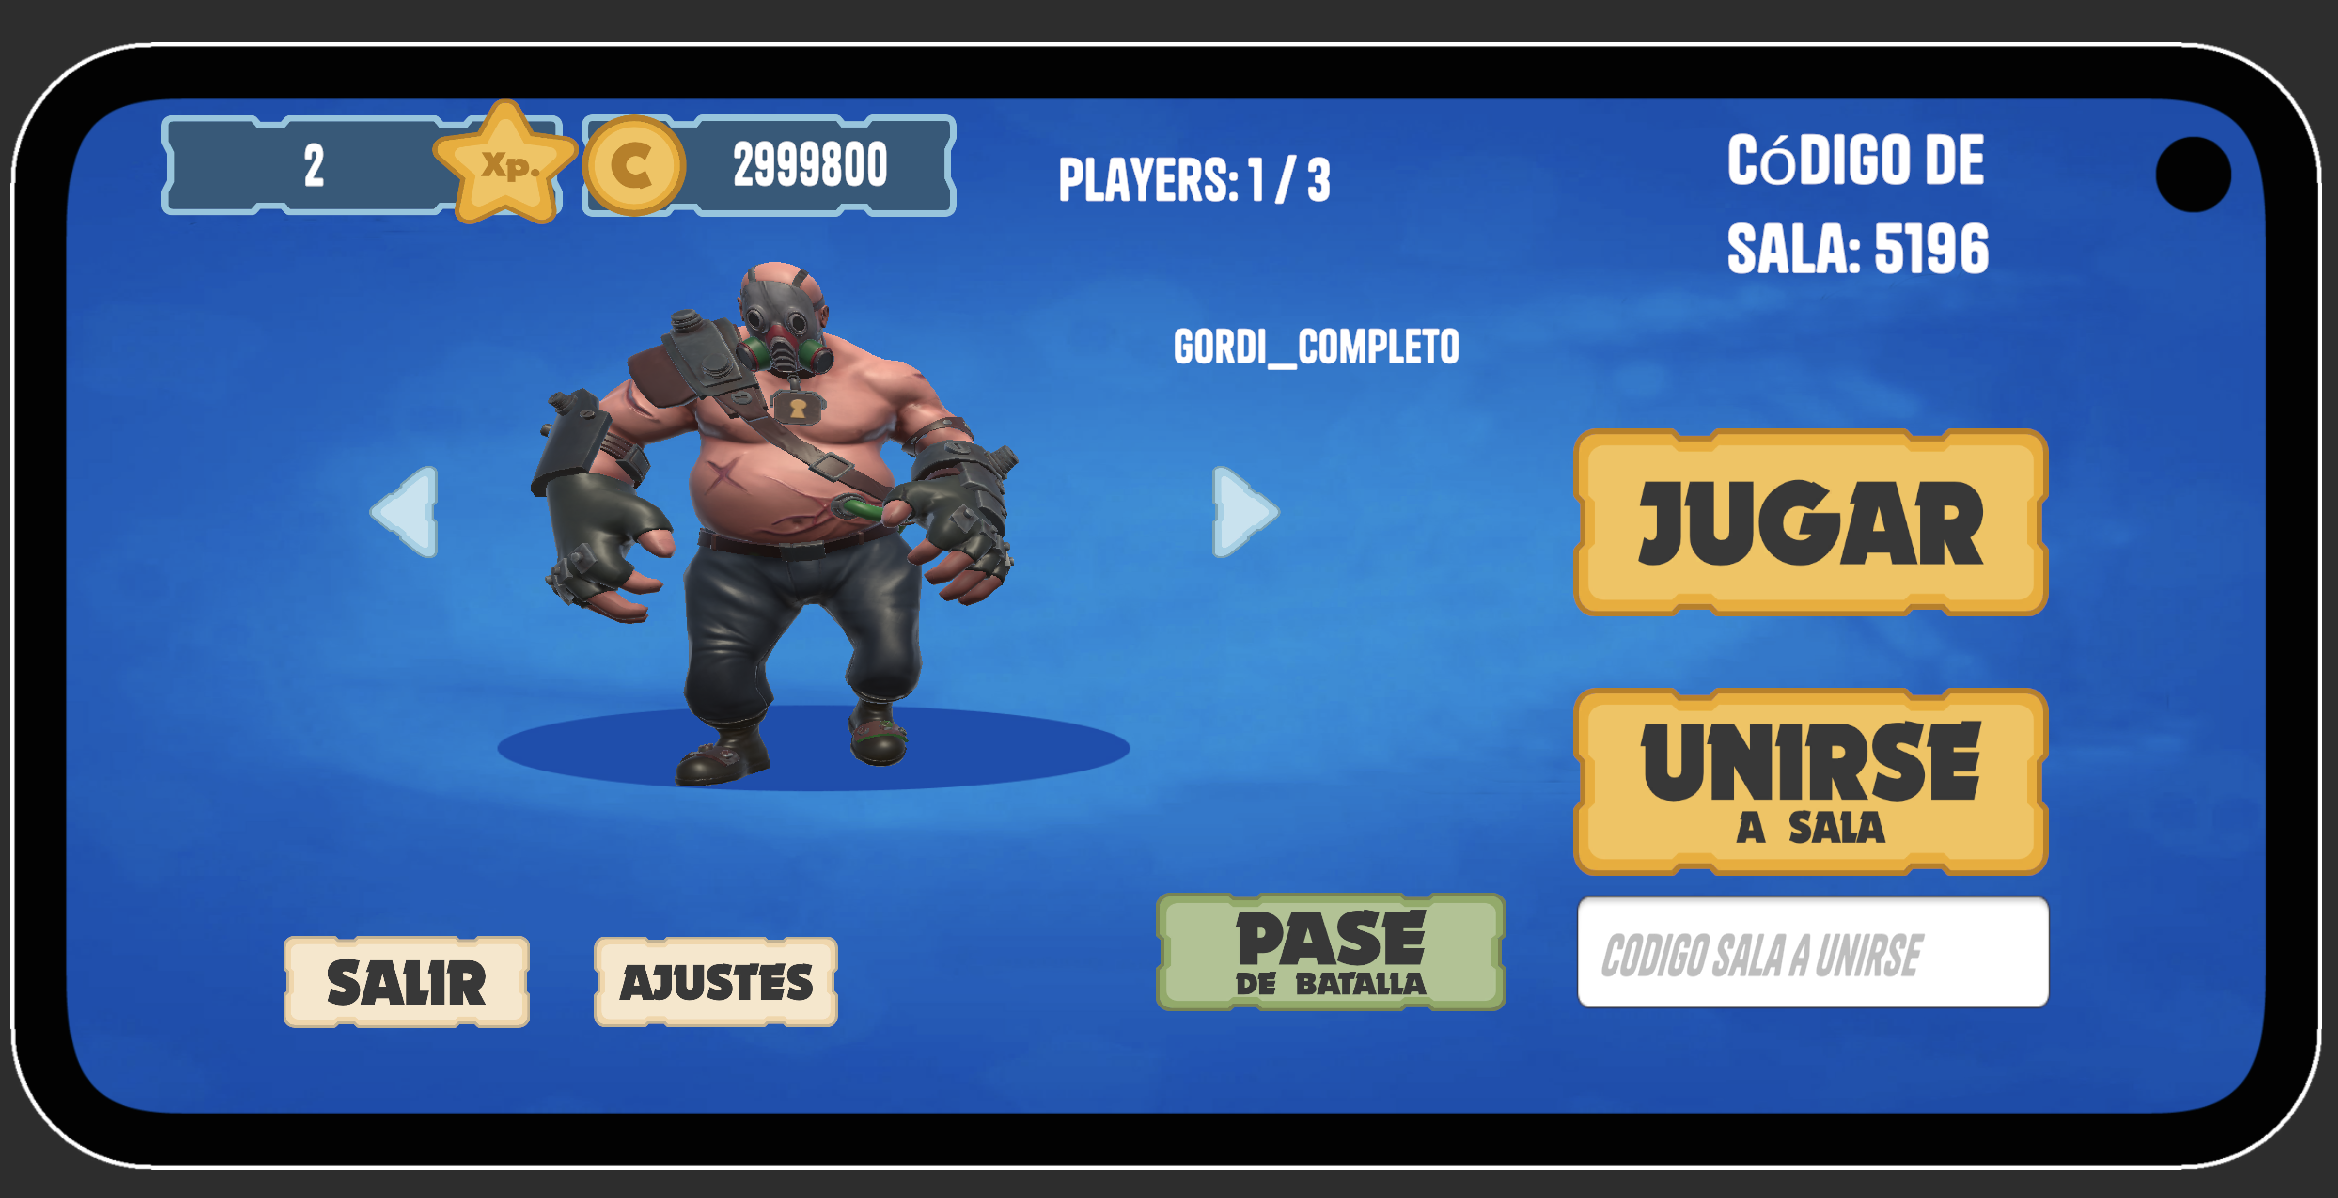 2
Xp.
C
2999800
PLAYERS: 1 / 3
CóDIGO DE
SALA: 5196
GORDI_COMPLETO
JUGAR
UNIRSE
A SALA
CODIGO SALA A UNIRSE
PASE
DE BATALLA
SALIR
AJUSTES